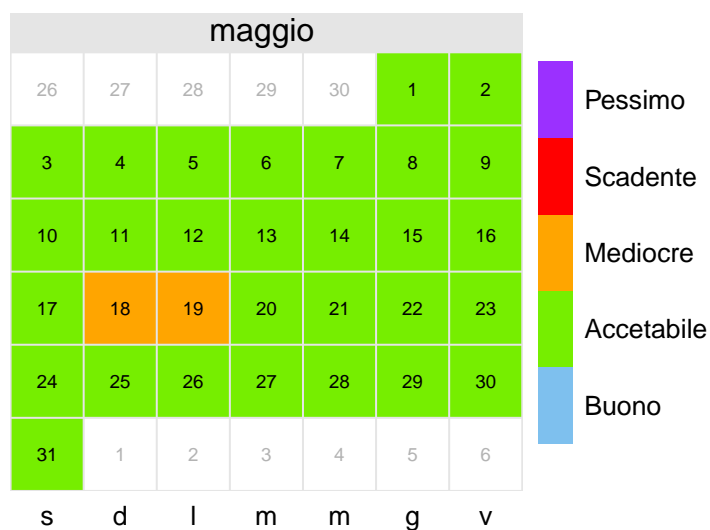 maggio
26 27 28 29 30 1 2
3 4 5 6 7 8 9
10 11 12 13 14 15 16
17 18 19 20 21 22 23
24 25 26 27 28 29 30
31 1 2 3 4 5 6
s d l m m g v
Pessimo
Scadente
Mediocre
Accetabile
Buono